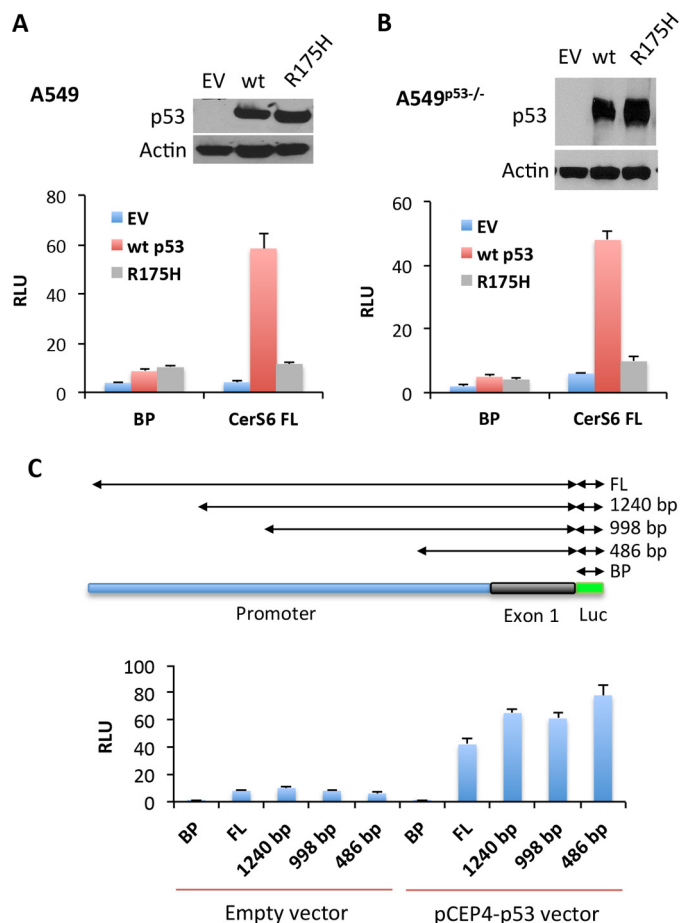 A
EV wt R175H
A549
p53
Actin
80
60
40
20
0
RLU
EV
wt p53
R175H
BP CerS6 FL
B
EV wt R175H
A549p53-/-
p53
Actin
60
40
20
0
RLU
EV
wt p53
R175H
BP CerS6 FL
C
FL
1240 bp
998 bp
486 bp
BP
Promoter Exon 1 Luc
100
80
60
40
20
0
RLU
BP FL 1240 bp 998 bp 486 bp BP FL 1240 bp 998 bp 486 bp
Empty vector pCEP4-p53 vector